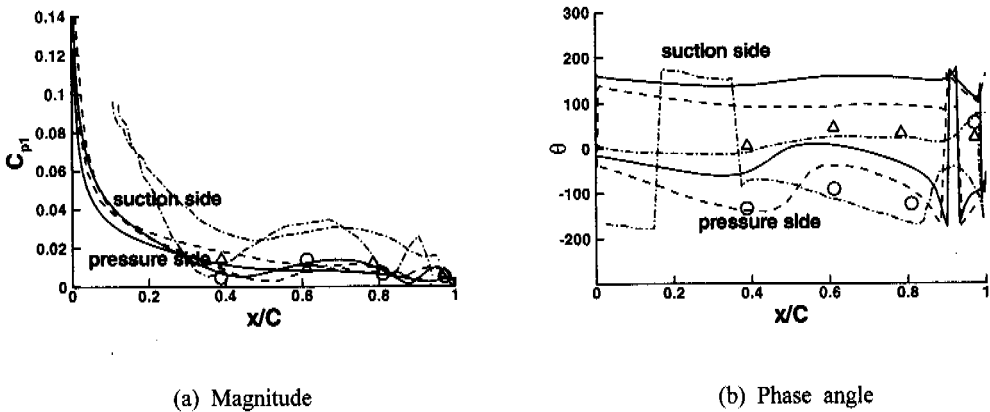 0.14
0.12
0.1
0.08
0.06
0.04
0.02
0
C_p1
suction side
pressure side
0 0.2 0.4 0.6 0.8 1
x/C
(a) Magnitude
300
200
100
0
-100
-200
θ
suction side
pressure side
0 0.2 0.4 0.6 0.8 1
x/C
(b) Phase angle